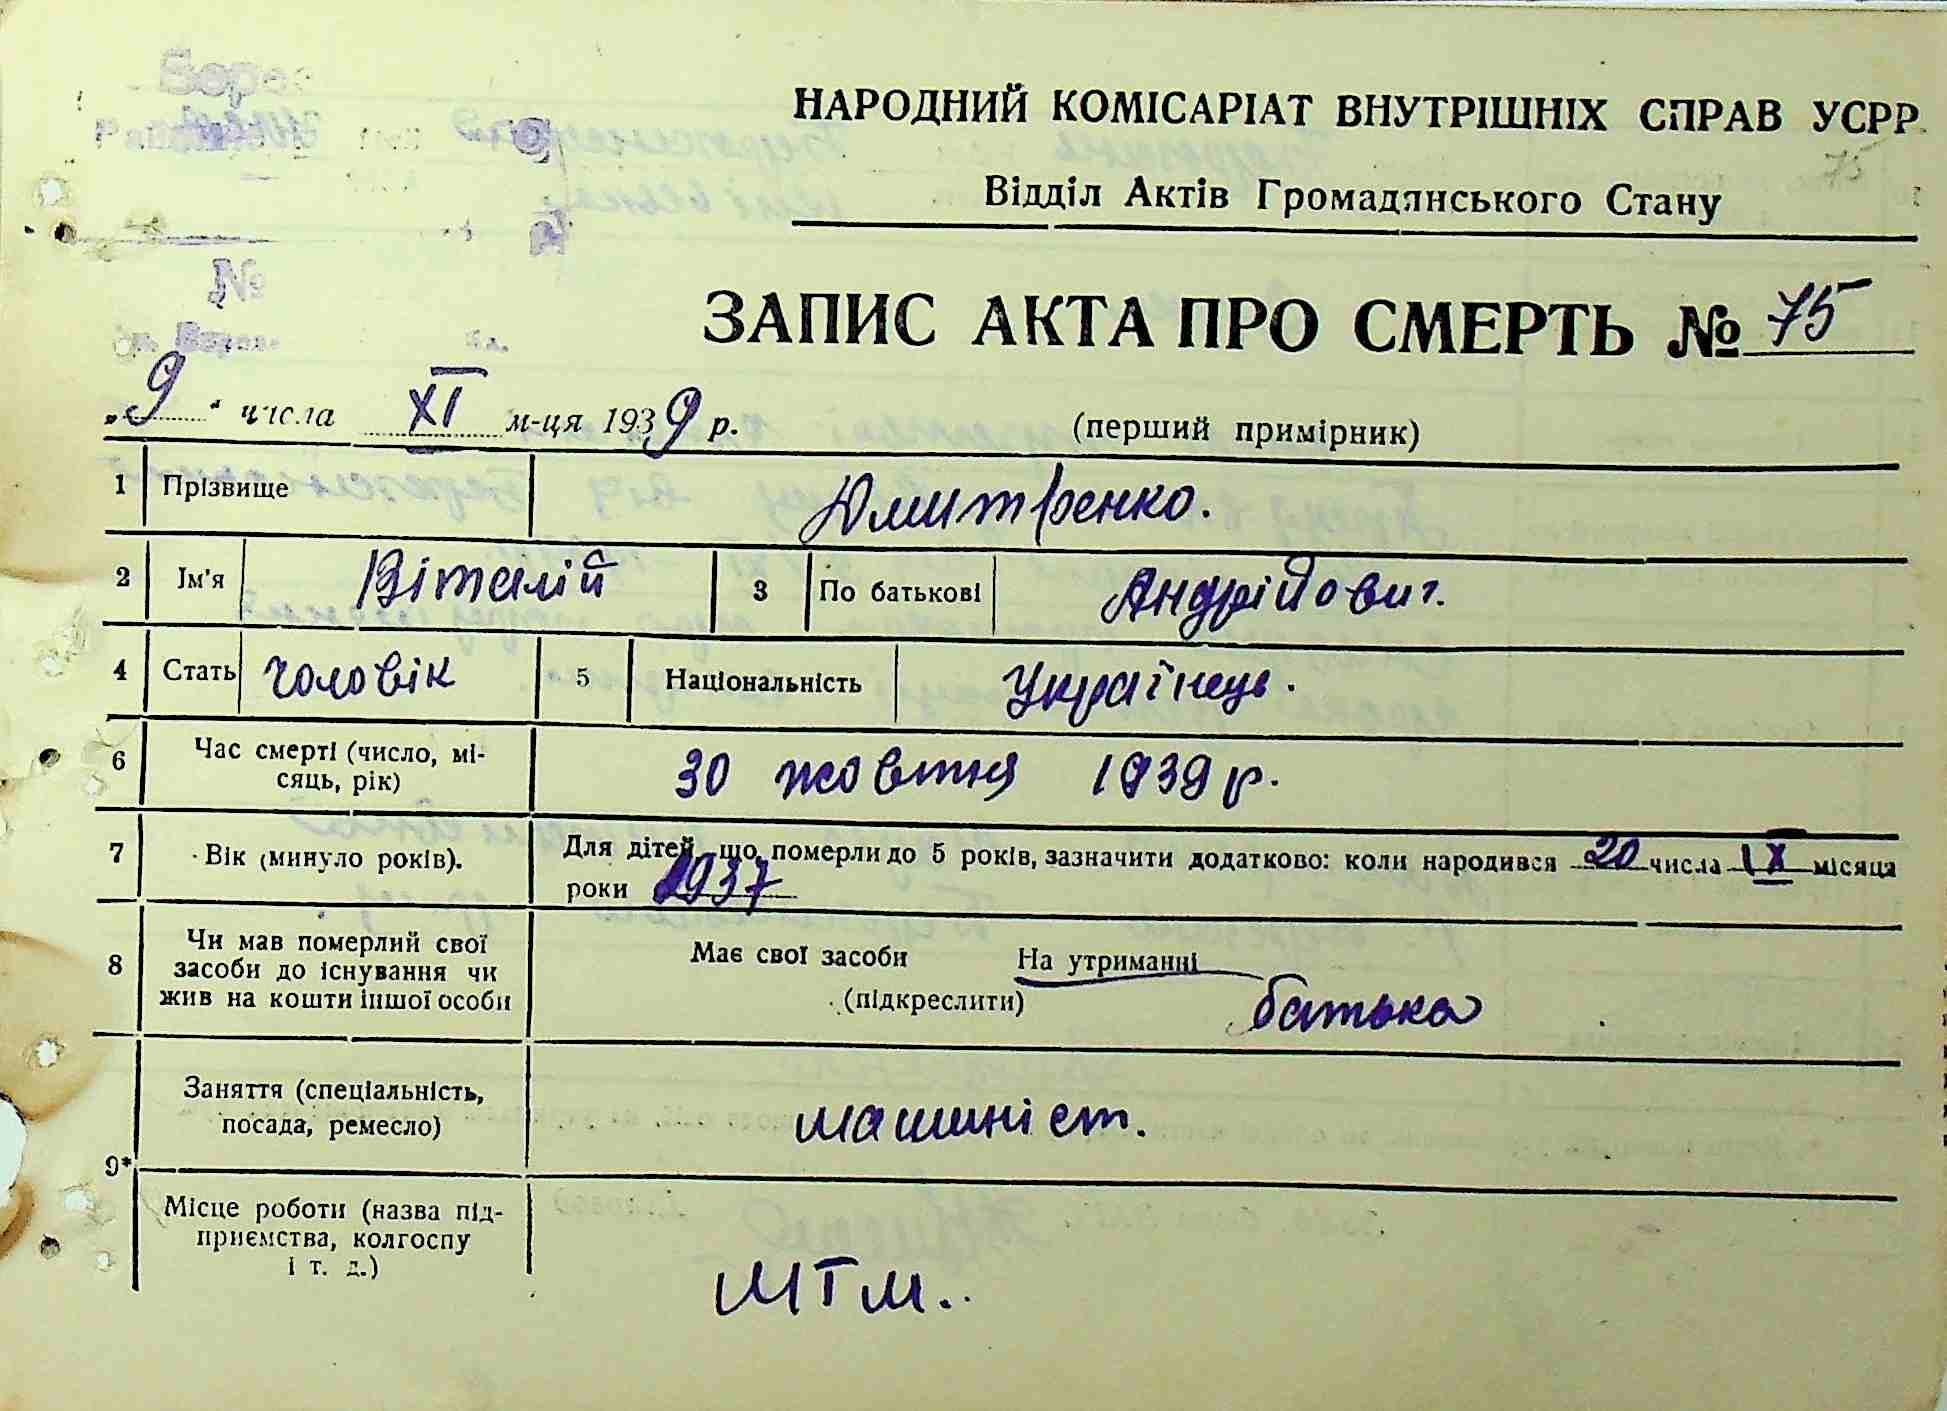 НАРОДНИЙ КОМІСАРІАТ ВНУТРІШНІХ СПРАВ УСРР
Відділ Актів Громадянського Стану
№
ЗАПИС АКТА ПРО СМЕРТЬ № 75
„9“ числа XI м-ця 1939 р. (перший примірник)
1 Прізвище Дмитренко.
2 Ім'я Віталій 3 По батькові Андрійович.
4 Стать чоловік 5 Національність Українець.
6 Час смерті (число, мі-
сяць, рік) 30 жовтня 1939 р.
7 Вік (минуло років). Для дітей, що померли до 5 років, зазначити додатково: коли народився 20 числа IX місяця
роки 1937
8 Чи мав померлий свої
засоби до існування чи
жив на кошти іншої особи Має свої засоби На утриманні
(підкреслити) батька
9* Заняття (спеціальність,
посада, ремесло) машиніст.
Місце роботи (назва під-
приємства, колгоспу
і т. д.) МТМ.